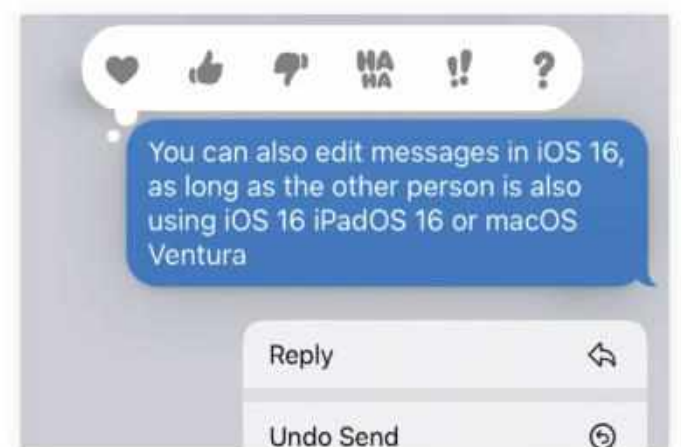 HA
HA
!!
?
You can also edit messages in iOS 16,
as long as the other person is also
using iOS 16 iPadOS 16 or macOS
Ventura
Reply
Undo Send